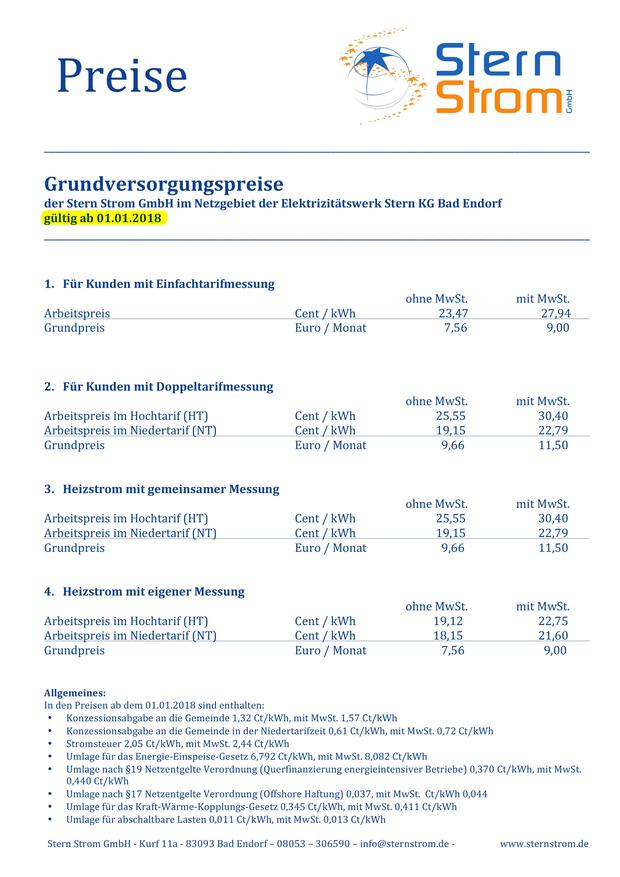 Preise
Stern
Strom GmbH
Grundversorgungspreise
der Stern Strom GmbH im Netzgebiet der Elektrizitätswerk Stern KG Bad Endorf
gültig ab 01.01.2018
1. Für Kunden mit Einfachtarifmessung
ohne MwSt. mit MwSt.
Arbeitspreis Cent / kWh 23,47 27,94
Grundpreis Euro / Monat 7,56 9,00
2. Für Kunden mit Doppeltarifmessung
ohne MwSt. mit MwSt.
Arbeitspreis im Hochtarif (HT) Cent / kWh 25,55 30,40
Arbeitspreis im Niedertarif (NT) Cent / kWh 19,15 22,79
Grundpreis Euro / Monat 9,66 11,50
3. Heizstrom mit gemeinsamer Messung
ohne MwSt. mit MwSt.
Arbeitspreis im Hochtarif (HT) Cent / kWh 25,55 30,40
Arbeitspreis im Niedertarif (NT) Cent / kWh 19,15 22,79
Grundpreis Euro / Monat 9,66 11,50
4. Heizstrom mit eigener Messung
ohne MwSt. mit MwSt.
Arbeitspreis im Hochtarif (HT) Cent / kWh 19,12 22,75
Arbeitspreis im Niedertarif (NT) Cent / kWh 18,15 21,60
Grundpreis Euro / Monat 7,56 9,00
Allgemeines:
In den Preisen ab dem 01.01.2018 sind enthalten:
• Konzessionsabgabe an die Gemeinde 1,32 Ct/kWh, mit MwSt. 1,57 Ct/kWh
• Konzessionsabgabe an die Gemeinde in der Niedertarifzeit 0,61 Ct/kWh, mit MwSt. 0,72 Ct/kWh
• Stromsteuer 2,05 Ct/kWh, mit MwSt. 2,44 Ct/kWh
• Umlage für das Energie-Einspeise-Gesetz 6,792 Ct/kWh, mit MwSt. 8,082 Ct/kWh
• Umlage nach §19 Netzentgelte Verordnung (Querfinanzierung energieintensiver Betriebe) 0,370 Ct/kWh, mit MwSt.
0,440 Ct/kWh
• Umlage nach §17 Netzentgelte Verordnung (Offshore Haftung) 0,037, mit MwSt. Ct/kWh 0,044
• Umlage für das Kraft-Wärme-Kopplungs-Gesetz 0,345 Ct/kWh, mit MwSt. 0,411 Ct/kWh
• Umlage für abschaltbare Lasten 0,011 Ct/kWh, mit MwSt. 0,013 Ct/kWh
Stern Strom GmbH - Kurf 11a - 83093 Bad Endorf – 08053 – 306590 – info@sternstrom.de - www.sternstrom.de